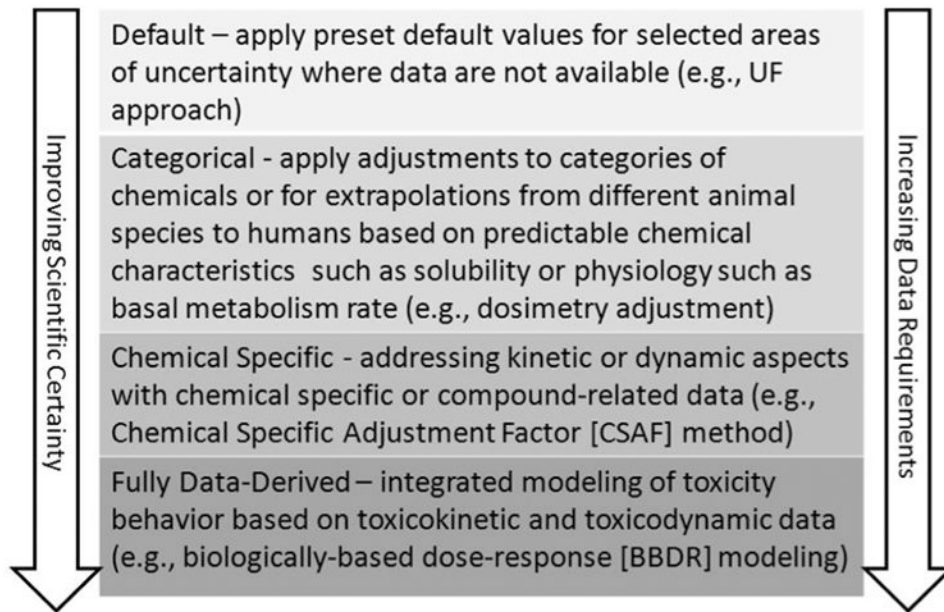 Improving Scientific Certainty
Default – apply preset default values for selected areas
of uncertainty where data are not available (e.g., UF
approach)
Categorical - apply adjustments to categories of
chemicals or for extrapolations from different animal
species to humans based on predictable chemical
characteristics  such as solubility or physiology such as
basal metabolism rate (e.g., dosimetry adjustment)
Chemical Specific - addressing kinetic or dynamic aspects
with chemical specific or compound-related data (e.g.,
Chemical Specific Adjustment Factor [CSAF] method)
Fully Data-Derived – integrated modeling of toxicity
behavior based on toxicokinetic and toxicodynamic data
(e.g., biologically-based dose-response [BBDR] modeling)
Increasing Data Requirements